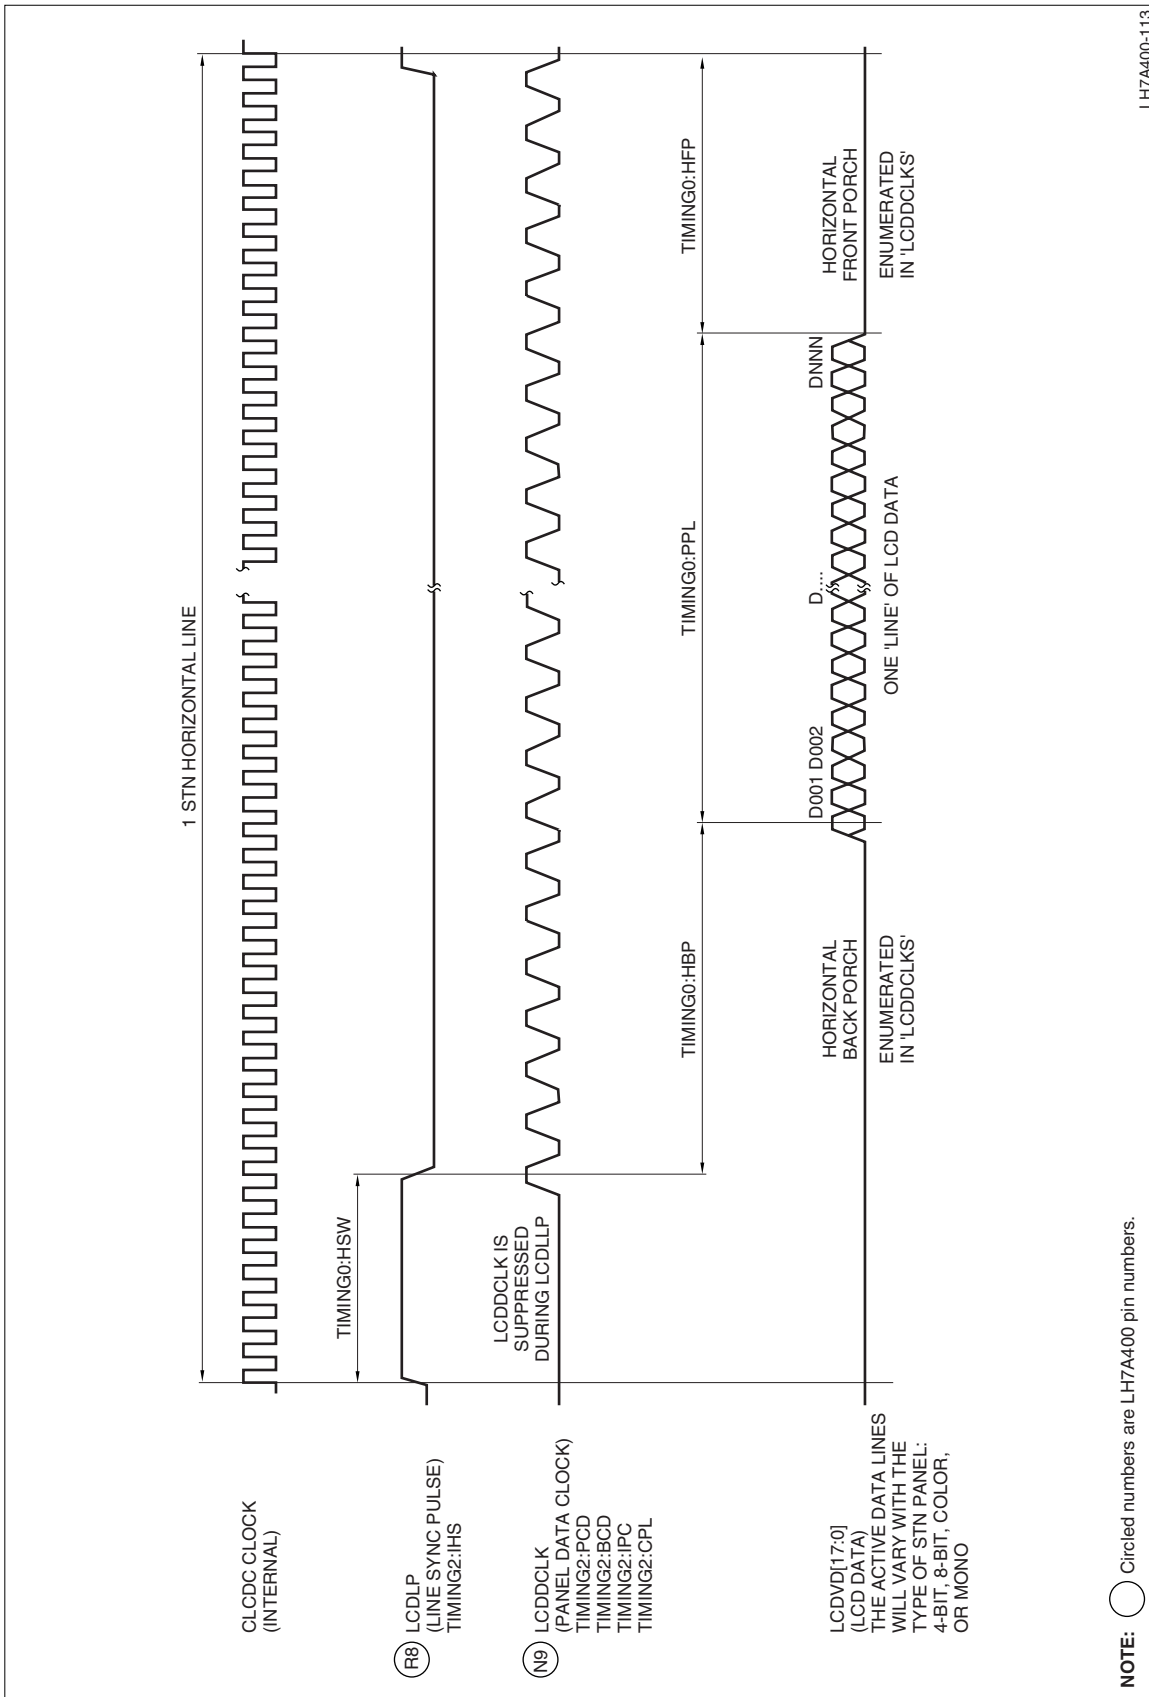 1 STN HORIZONTAL LINE
CLCDC CLOCK
(INTERNAL)
TIMING0:HSW
R8
LCDLP
(LINE SYNC PULSE)
TIMING2:IHS
LCDDCLK IS
SUPPRESSED
DURING LCDLLP
N9
LCDDCLK
(PANEL DATA CLOCK)
TIMING2:PCD
TIMING2:BCD
TIMING2:IPC
TIMING2:CPL
TIMING0:HBP
TIMING0:PPL
TIMING0:HFP
D001 D002
D....
DNNN
LCDVD[17:0]
(LCD DATA)
THE ACTIVE DATA LINES
WILL VARY WITH THE
TYPE OF STN PANEL:
4-BIT, 8-BIT, COLOR,
OR MONO
HORIZONTAL
BACK PORCH
ENUMERATED
IN 'LCDDCLKS'
ONE 'LINE' OF LCD DATA
HORIZONTAL
FRONT PORCH
ENUMERATED
IN 'LCDDCLKS'
NOTE: Circled numbers are LH7A400 pin numbers.
LH7A400-113